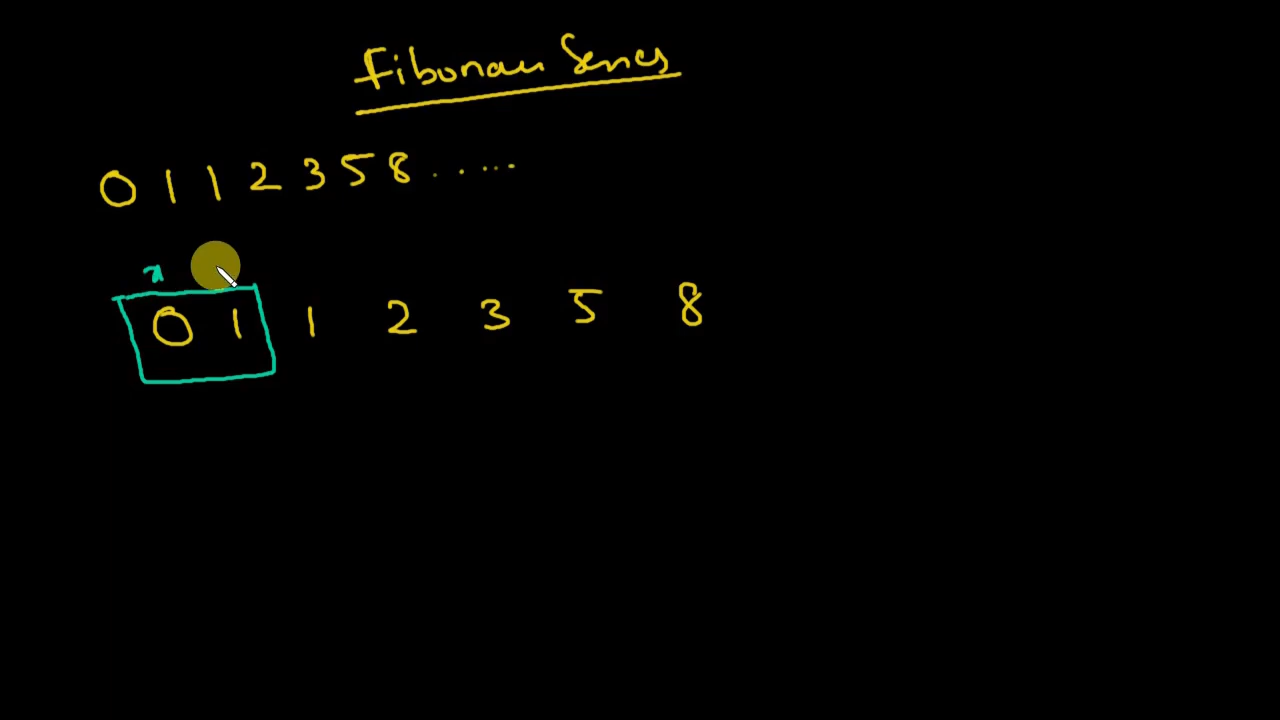 Fibonacci Series
0 1 1 2 3 5 8 . . . . .
x
0 1 1 2 3 5 8